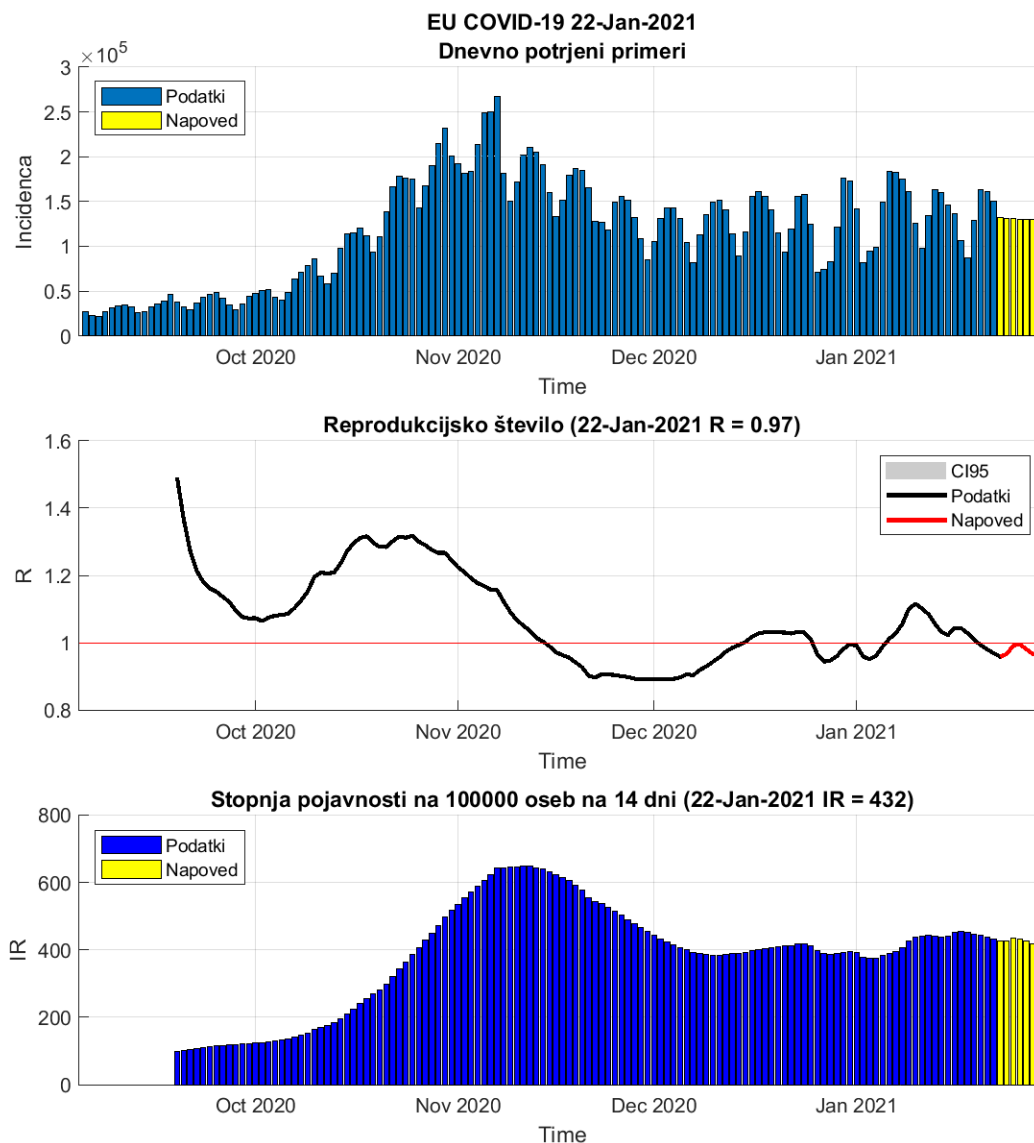 EU COVID-19 22-Jan-2021
Dnevno potrjeni primeri
×10⁵
3
2.5
2
1.5
1
0.5
0
Incidenca
Podatki
Napoved
Oct 2020 Nov 2020 Dec 2020 Jan 2021
Time
Reprodukcijsko število (22-Jan-2021 R = 0.97)
1.6
1.4
1.2
1
0.8
R
CI95
Podatki
Napoved
Oct 2020 Nov 2020 Dec 2020 Jan 2021
Time
Stopnja pojavnosti na 100000 oseb na 14 dni (22-Jan-2021 IR = 432)
800
600
400
200
0
IR
Podatki
Napoved
Oct 2020 Nov 2020 Dec 2020 Jan 2021
Time